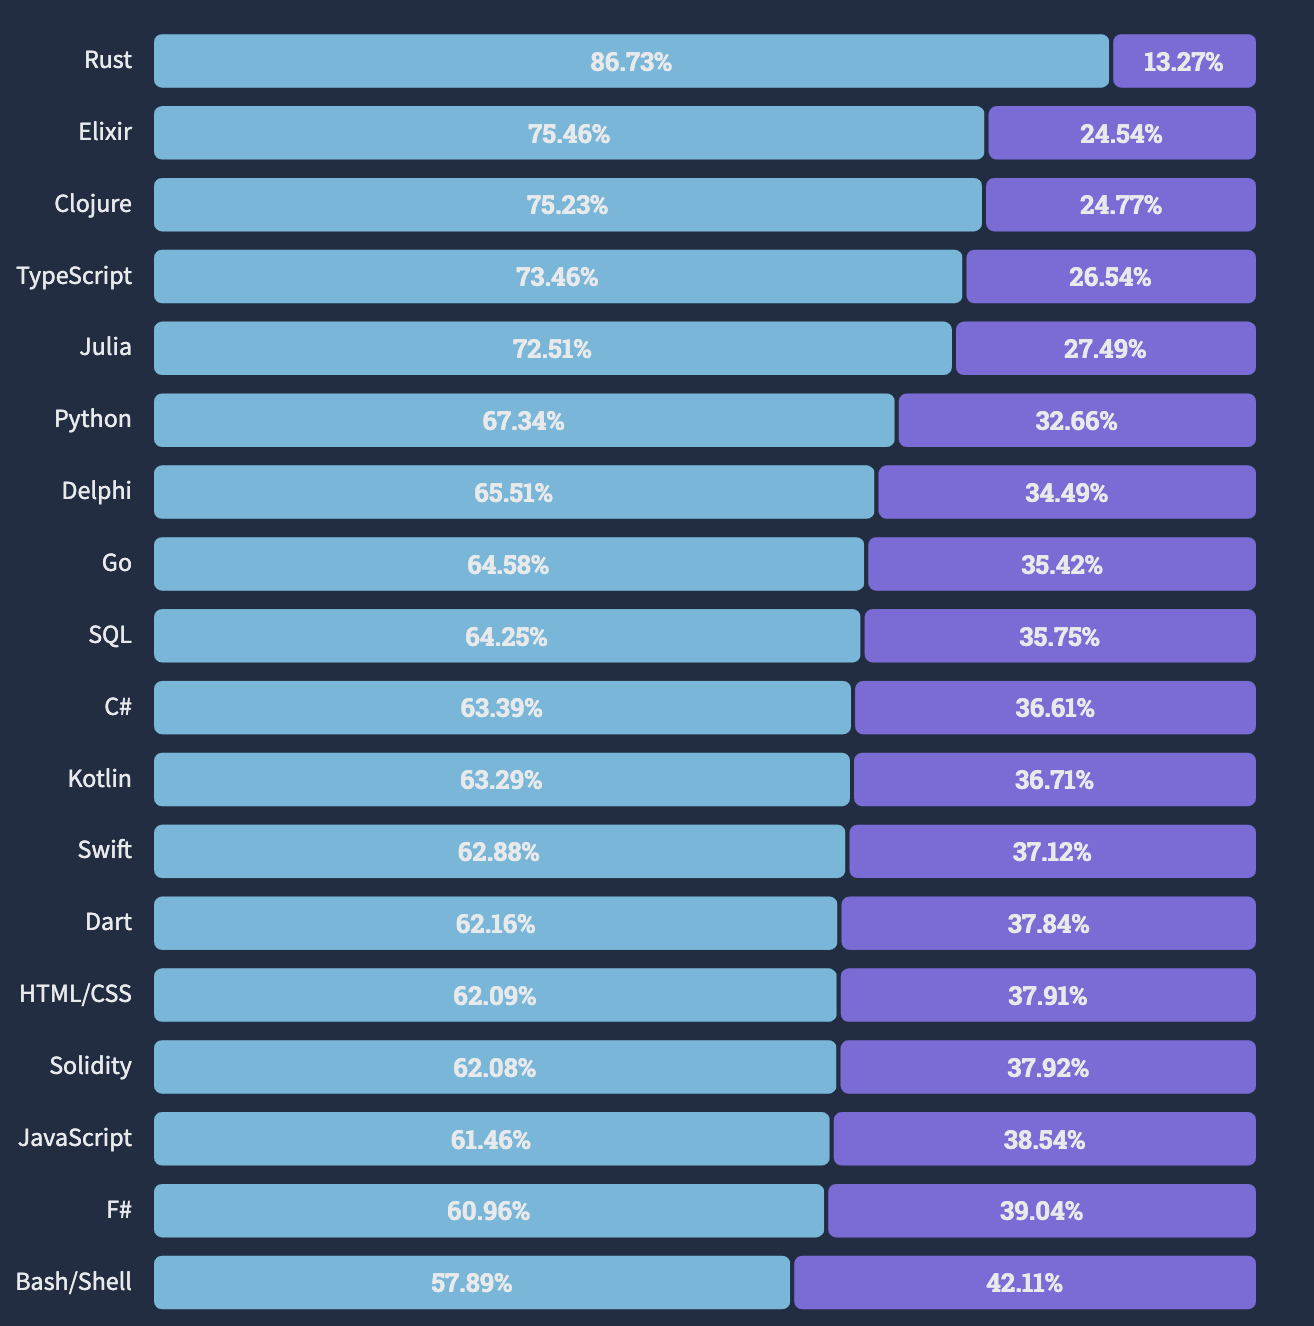 Rust 86.73% 13.27%
Elixir 75.46% 24.54%
Clojure 75.23% 24.77%
TypeScript 73.46% 26.54%
Julia 72.51% 27.49%
Python 67.34% 32.66%
Delphi 65.51% 34.49%
Go 64.58% 35.42%
SQL 64.25% 35.75%
C# 63.39% 36.61%
Kotlin 63.29% 36.71%
Swift 62.88% 37.12%
Dart 62.16% 37.84%
HTML/CSS 62.09% 37.91%
Solidity 62.08% 37.92%
JavaScript 61.46% 38.54%
F# 60.96% 39.04%
Bash/Shell 57.89% 42.11%